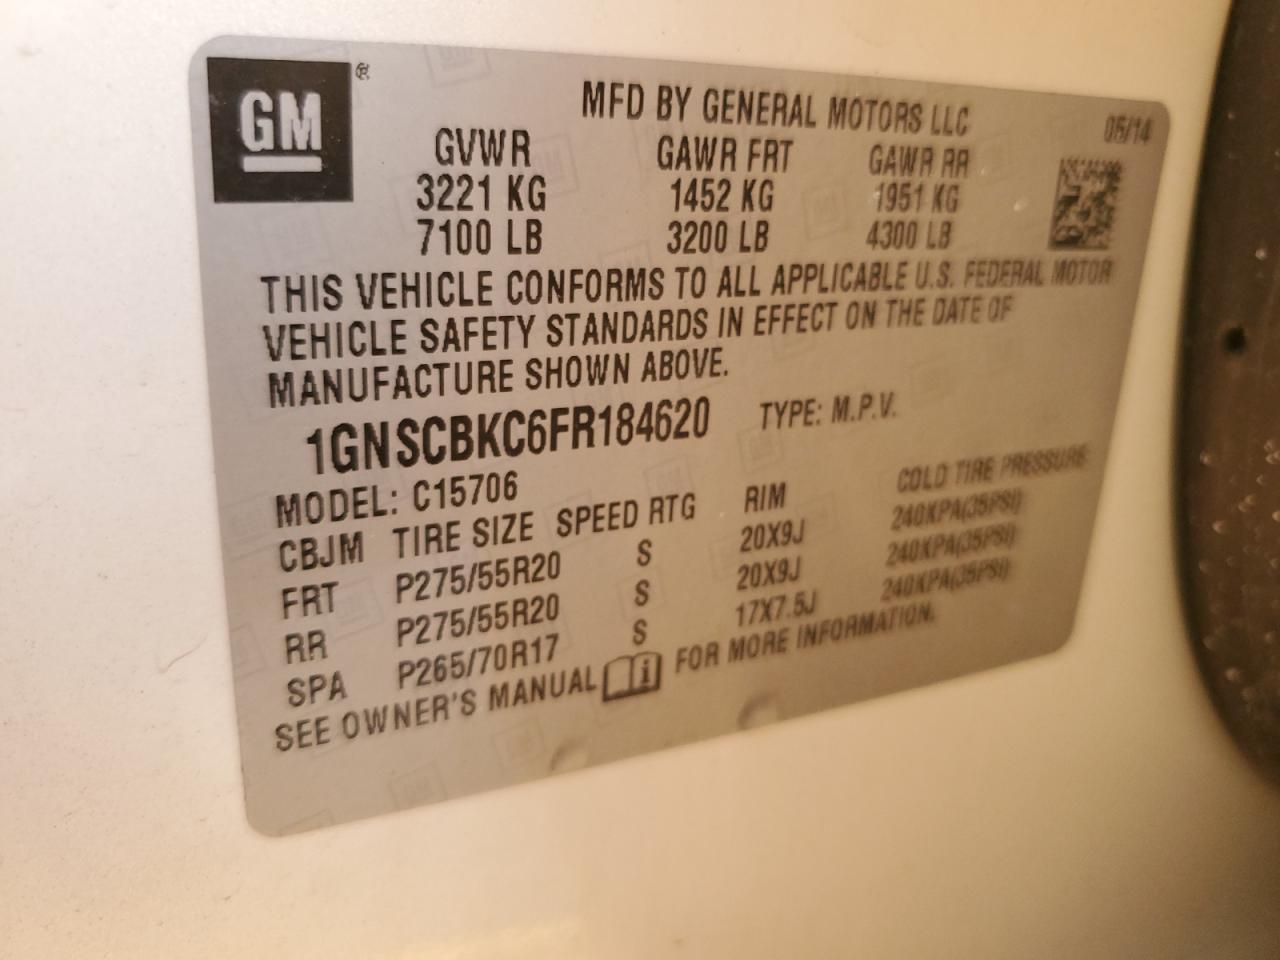 GM ®
MFD BY GENERAL MOTORS LLC 05/14
GVWR GAWR FRT GAWR RR
3221 KG 1452 KG 1951 KG
7100 LB 3200 LB 4300 LB
THIS VEHICLE CONFORMS TO ALL APPLICABLE U.S. FEDERAL MOTOR
VEHICLE SAFETY STANDARDS IN EFFECT ON THE DATE OF
MANUFACTURE SHOWN ABOVE.
1GNSCBKC6FR184620 TYPE: M.P.V.
MODEL: C15706
CBJM TIRE SIZE SPEED RTG RIM COLD TIRE PRESSURE
FRT P275/55R20 S 20X9J 240KPA(35PSI)
RR P275/55R20 S 20X9J 240KPA(35PSI)
SPA P265/70R17 S 17X7.5J 240KPA(35PSI)
SEE OWNER'S MANUAL FOR MORE INFORMATION.